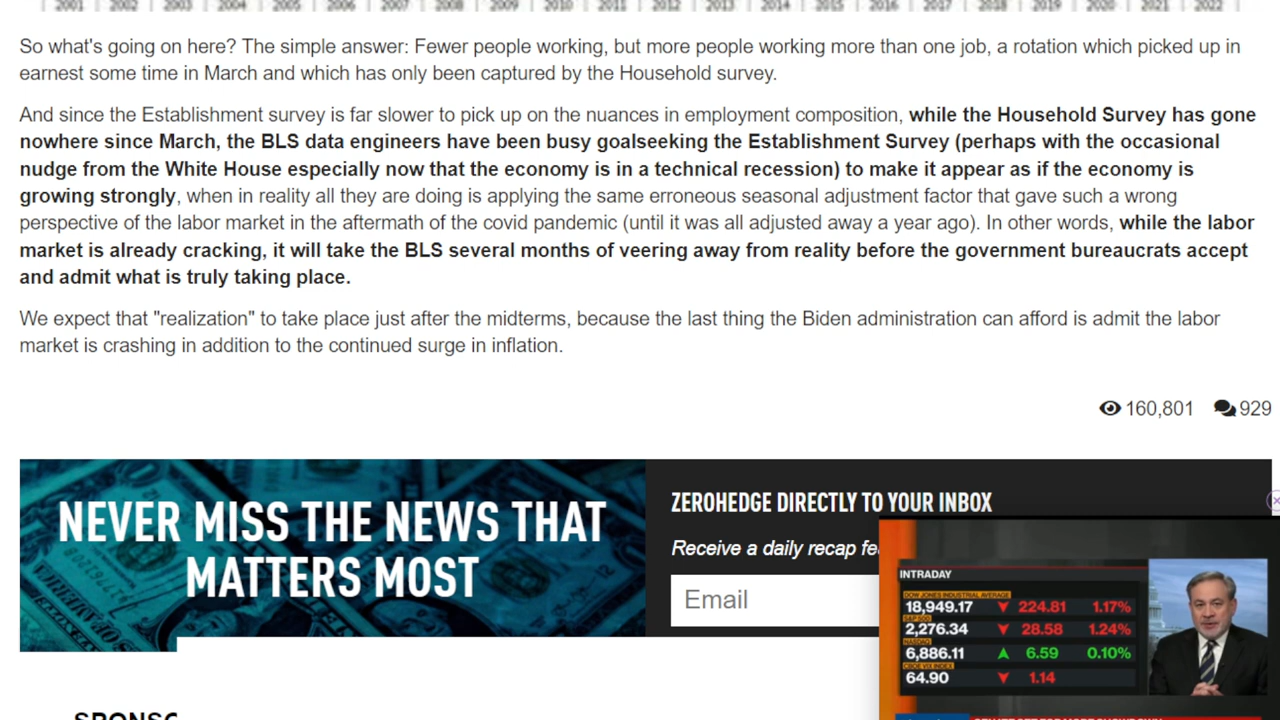 2001 2002 2003 2004 2005 2006 2007 2008 2009 2010 2011 2012 2013 2014 2015 2016 2017 2018 2019 2020 2021 2022
So what's going on here? The simple answer: Fewer people working, but more people working more than one job, a rotation which picked up in
earnest some time in March and which has only been captured by the Household survey.
And since the Establishment survey is far slower to pick up on the nuances in employment composition, while the Household Survey has gone
nowhere since March, the BLS data engineers have been busy goalseeking the Establishment Survey (perhaps with the occasional
nudge from the White House especially now that the economy is in a technical recession) to make it appear as if the economy is
growing strongly, when in reality all they are doing is applying the same erroneous seasonal adjustment factor that gave such a wrong
perspective of the labor market in the aftermath of the covid pandemic (until it was all adjusted away a year ago). In other words, while the labor
market is already cracking, it will take the BLS several months of veering away from reality before the government bureaucrats accept
and admit what is truly taking place.
We expect that "realization" to take place just after the midterms, because the last thing the Biden administration can afford is admit the labor
market is crashing in addition to the continued surge in inflation.
160,801 929
NEVER MISS THE NEWS THAT
MATTERS MOST
ZEROHEDGE DIRECTLY TO YOUR INBOX
Receive a daily recap fe
Email
INTRADAY
DOW JONES INDUSTRIAL AVERAGE
18,949.17 224.81 1.17%
S&P 500
2,276.34 28.58 1.24%
NASDAQ
6,886.11 6.59 0.10%
CBOE VIX INDEX
64.90 1.14